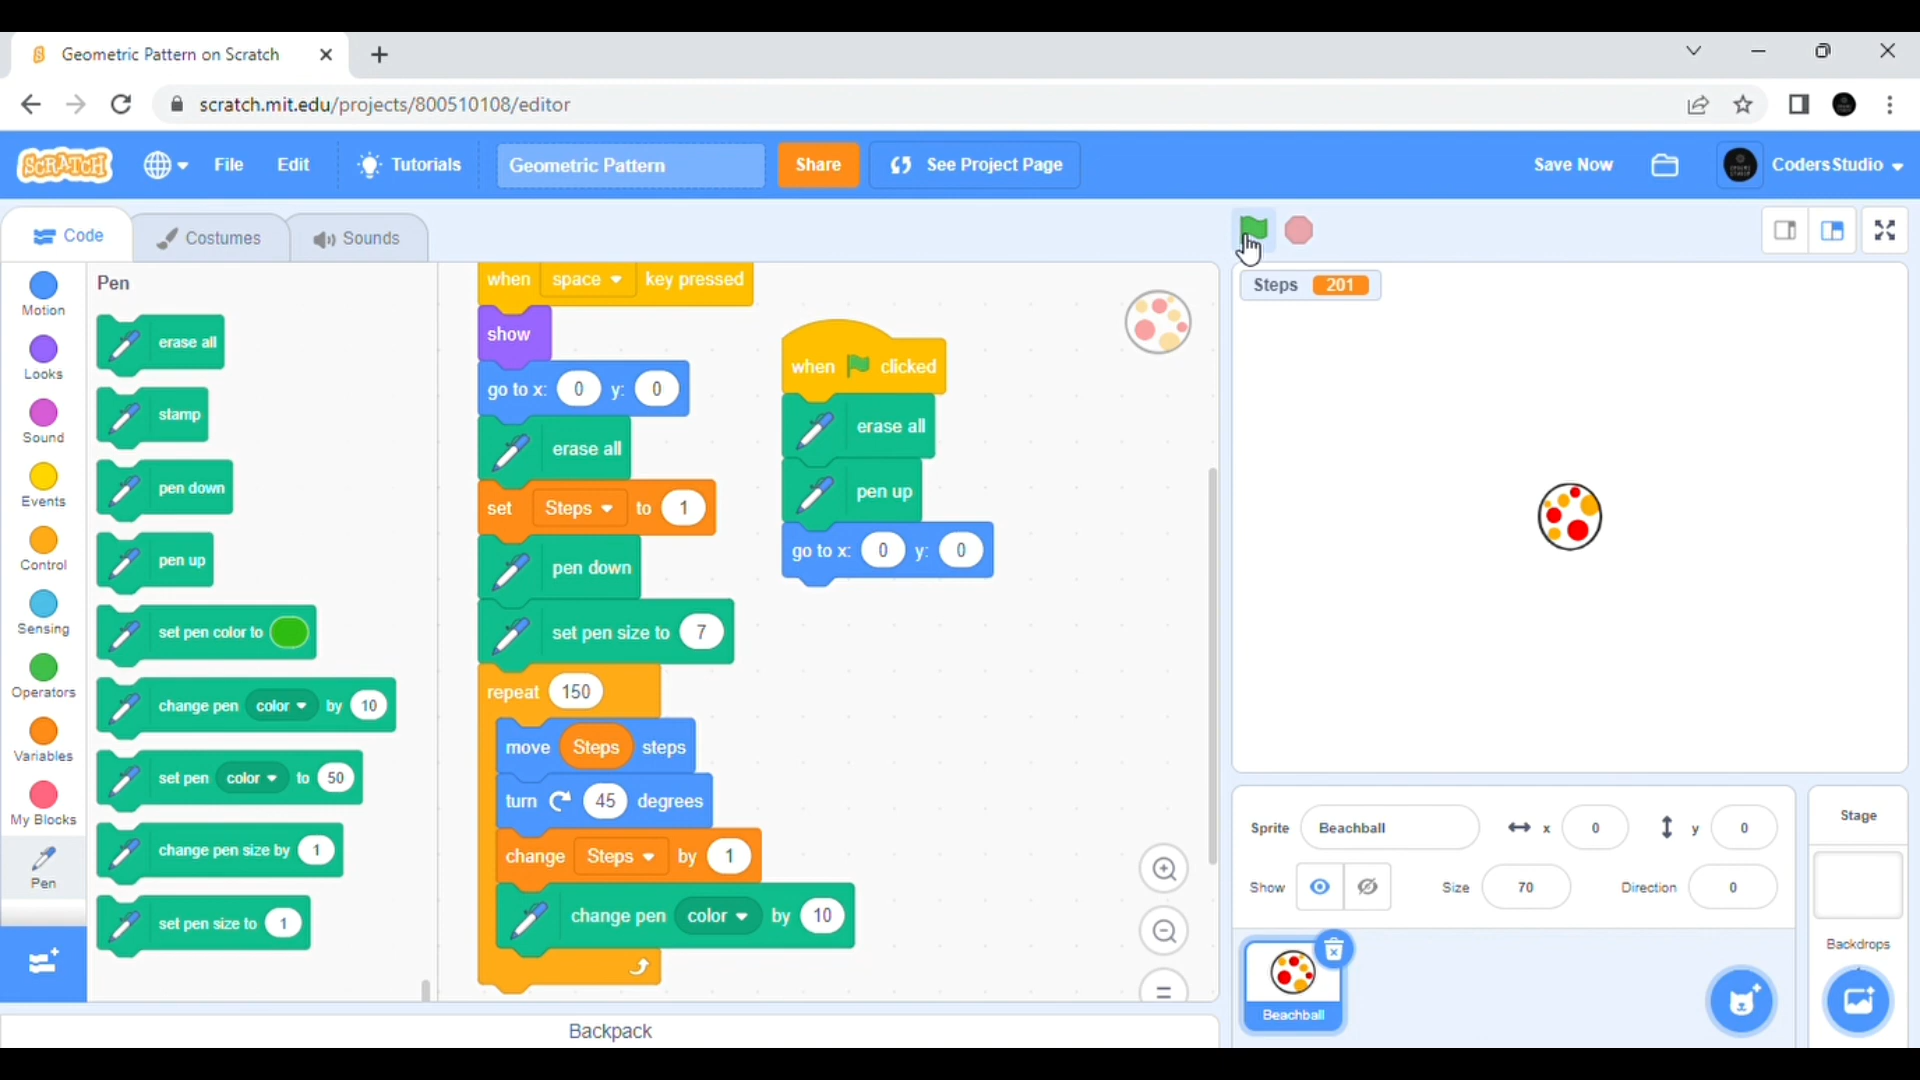 Geometric Pattern on Scratch
scratch.mit.edu/projects/800510108/editor
SCRATCH File Edit Tutorials Geometric Pattern Share See Project Page Save Now CodersStudio
Code Costumes Sounds
Motion
Looks
Sound
Events
Control
Sensing
Operators
Variables
My Blocks
Pen
Pen
erase all
stamp
pen down
pen up
set pen color to
change pen color by 10
set pen color to 50
change pen size by 1
set pen size to 1
when space key pressed
show
go to x: 0 y: 0
erase all
set Steps to 1
pen down
set pen size to 7
repeat 150
move Steps steps
turn 45 degrees
change Steps by 1
change pen color by 10
when clicked
erase all
pen up
go to x: 0 y: 0
Backpack
Steps 201
Sprite Beachball x 0 y 0
Show Size 70 Direction 0
Beachball
Stage
Backdrops